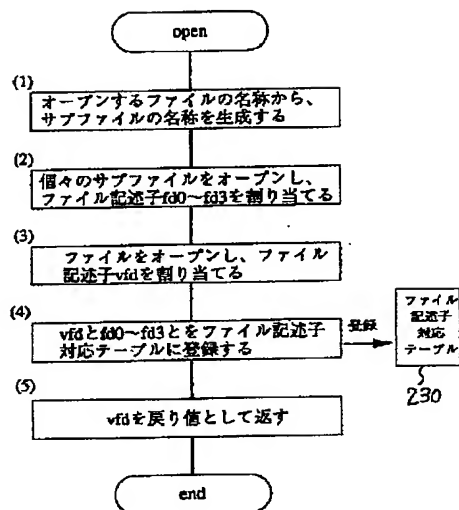 open
(1)
オープンするファイルの名称から、
サブファイルの名称を生成する
(2)
個々のサブファイルをオープンし、
ファイル記述子fd0～fd3を割り当てる
(3)
ファイルをオープンし、ファイル
記述子vfdを割り当てる
(4)
vfdとfd0～fd3とをファイル記述子
対応テーブルに登録する
登録
ファイル
記述子
対応
テーブル
230
(5)
vfdを戻り値として返す
end